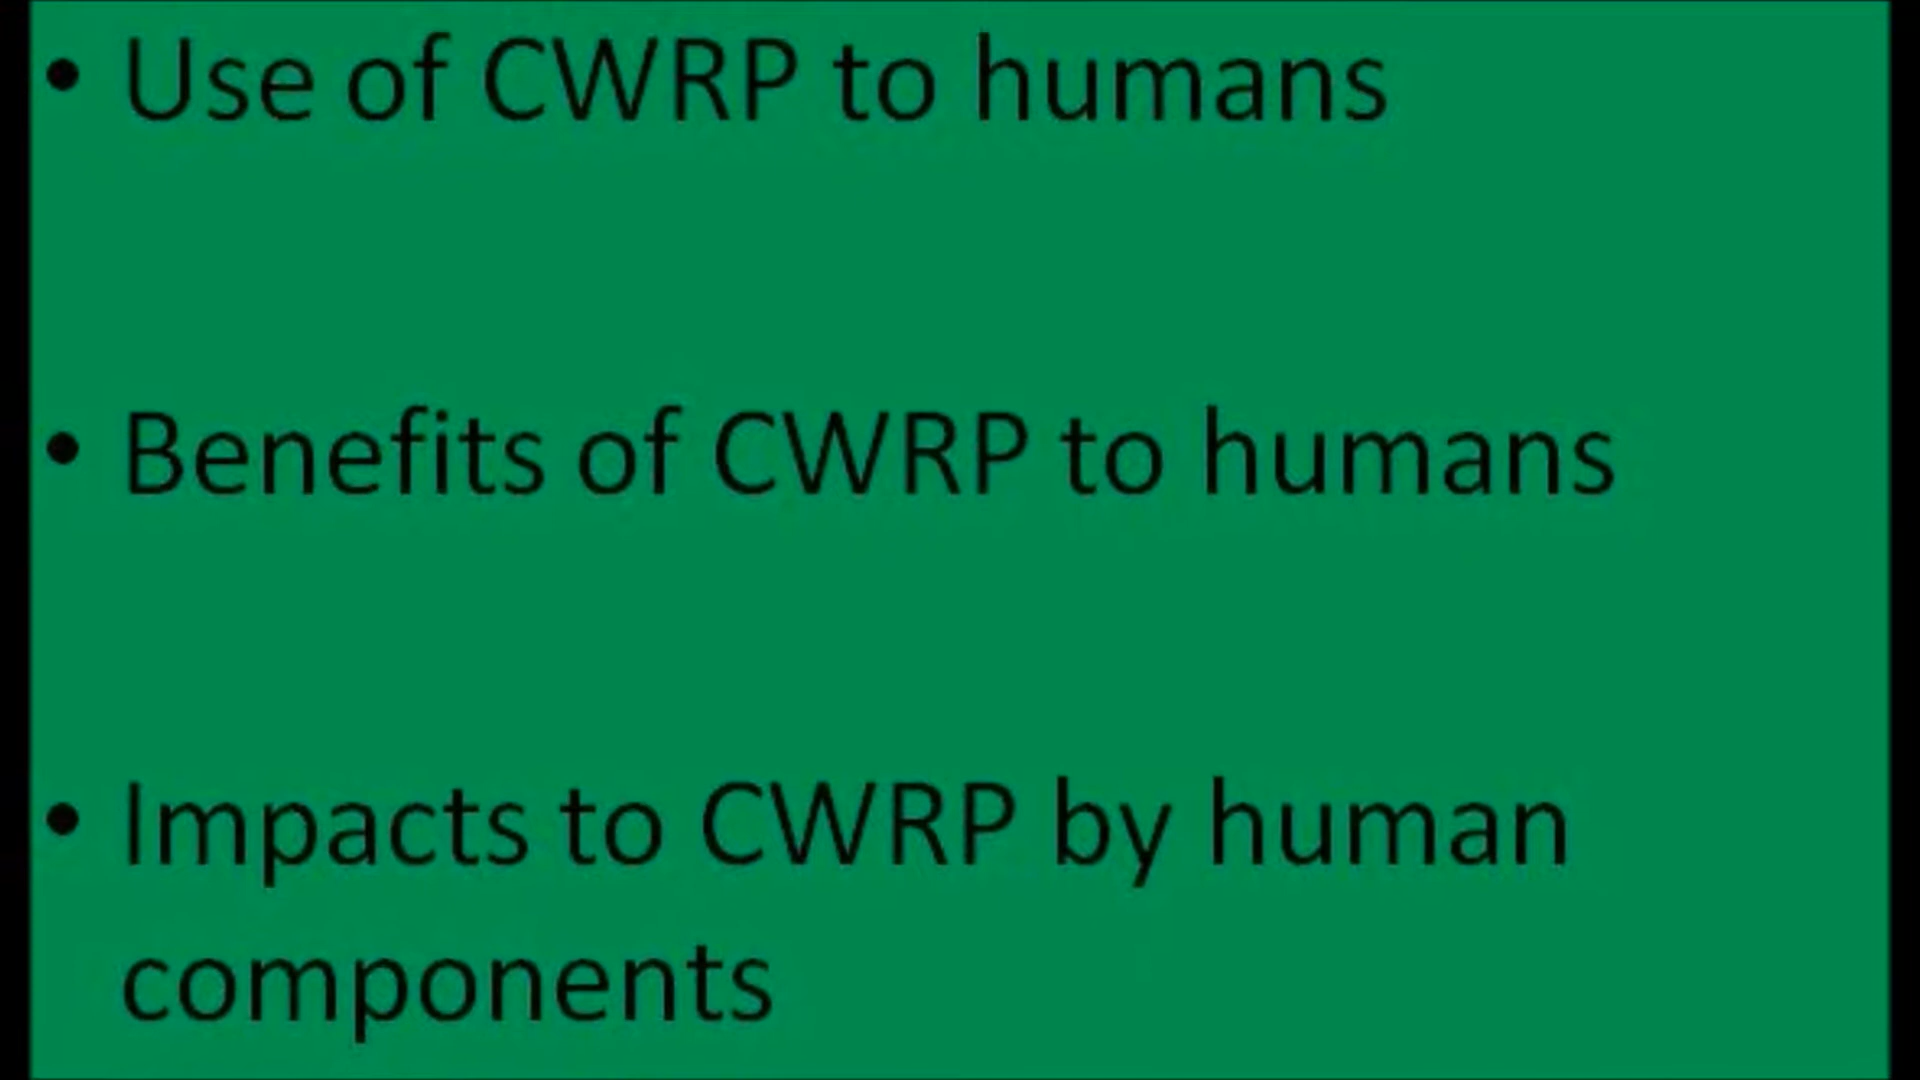 • Use of CWRP to humans
• Benefits of CWRP to humans
• Impacts to CWRP by human
components